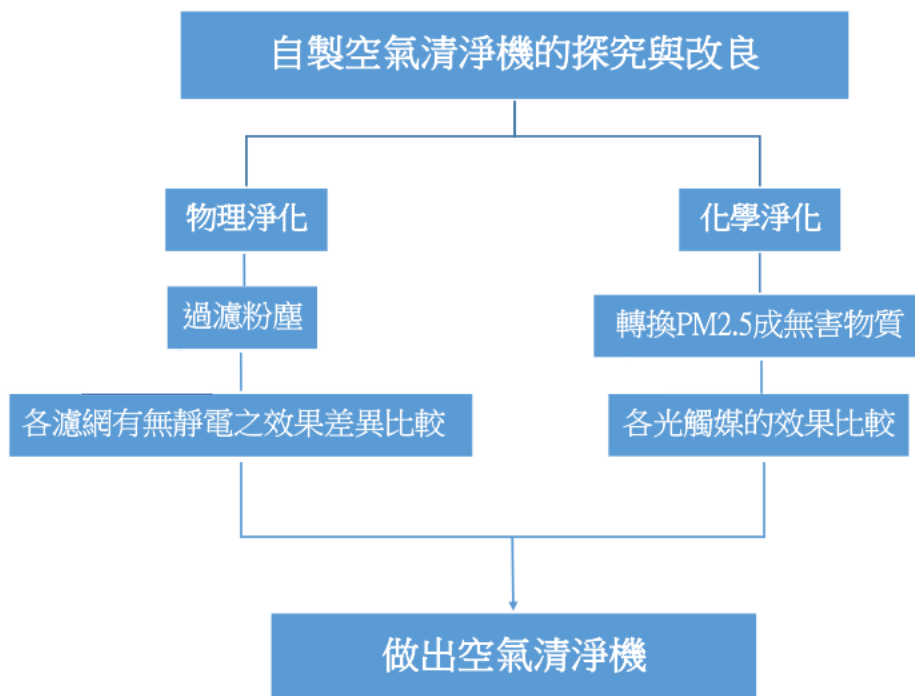 自製空氣清淨機的探究與改良
物理淨化
化學淨化
過濾粉塵
轉換PM2.5成無害物質
各濾網有無靜電之效果差異比較
各光觸媒的效果比較
做出空氣清淨機